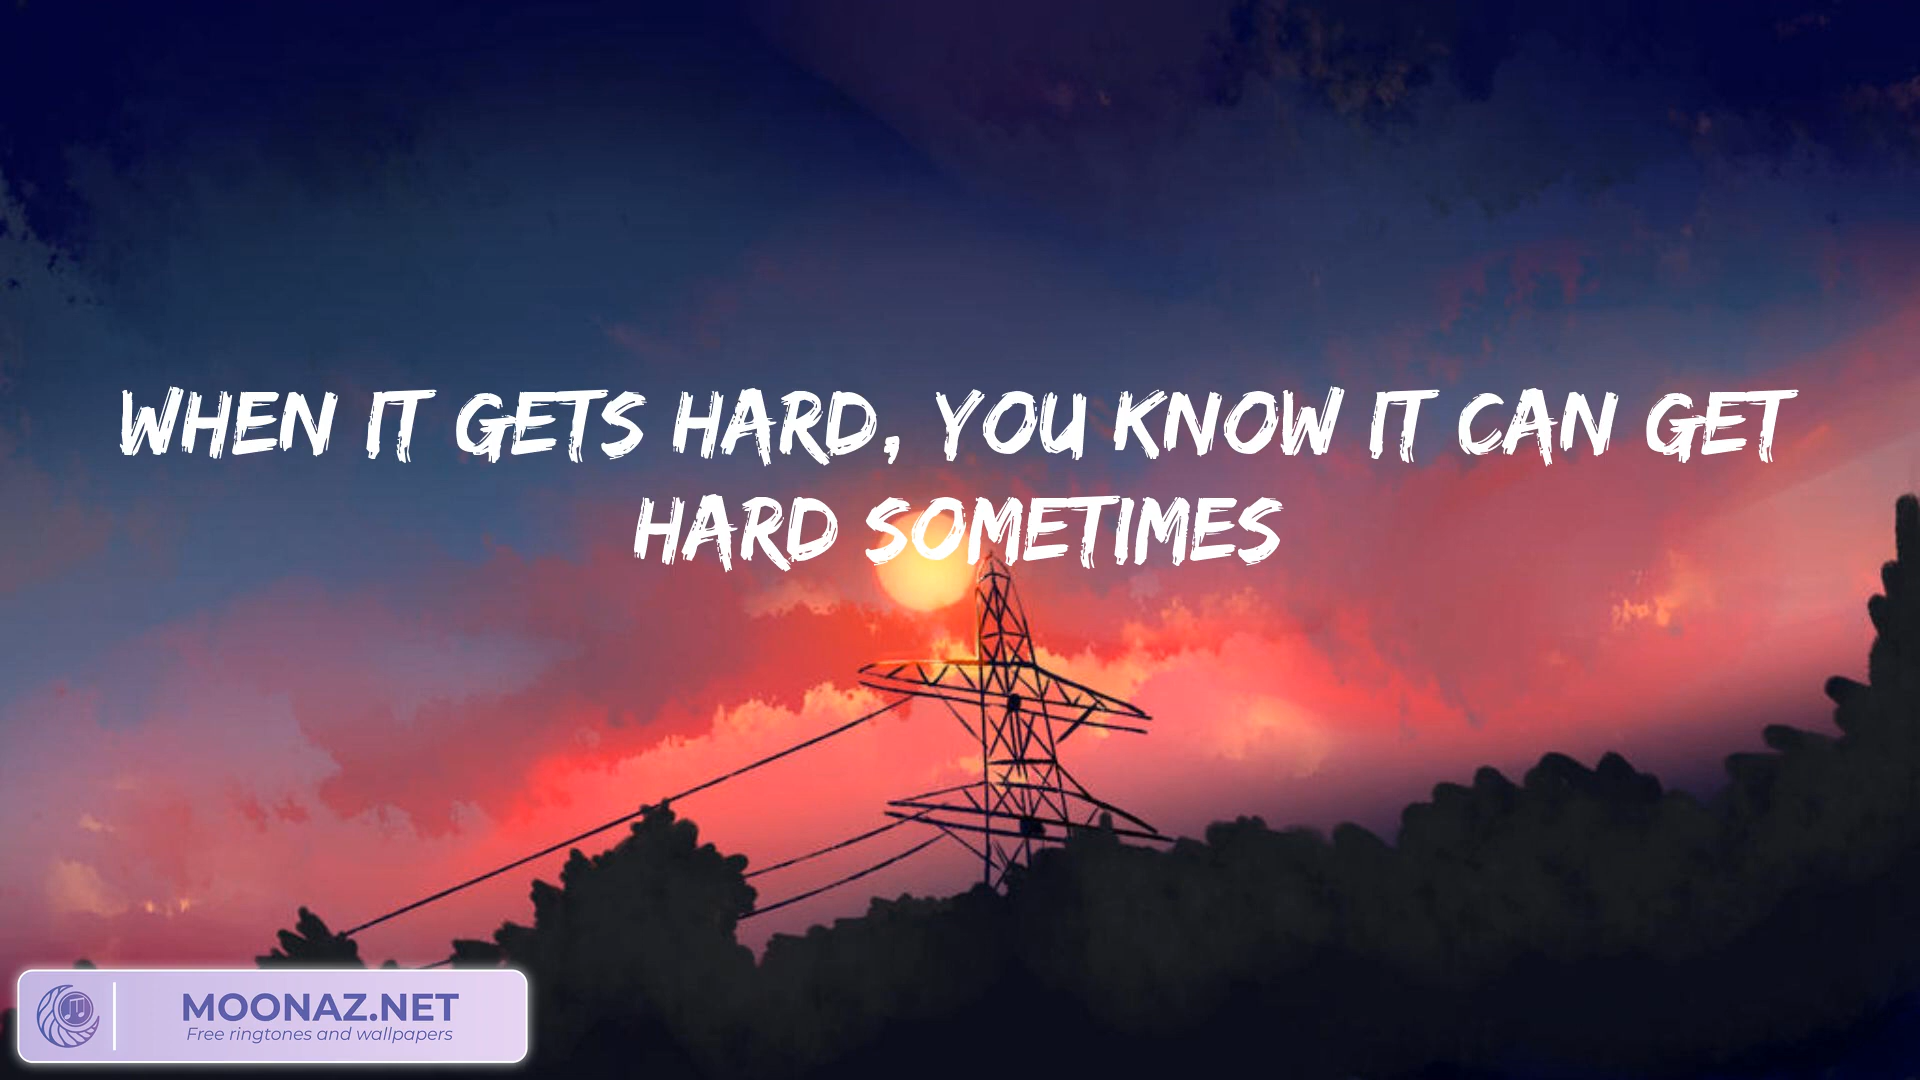 WHEN IT GETS HARD, YOU KNOW IT CAN GET
HARD SOMETIMES
MOONAZ.NET
Free ringtones and wallpapers